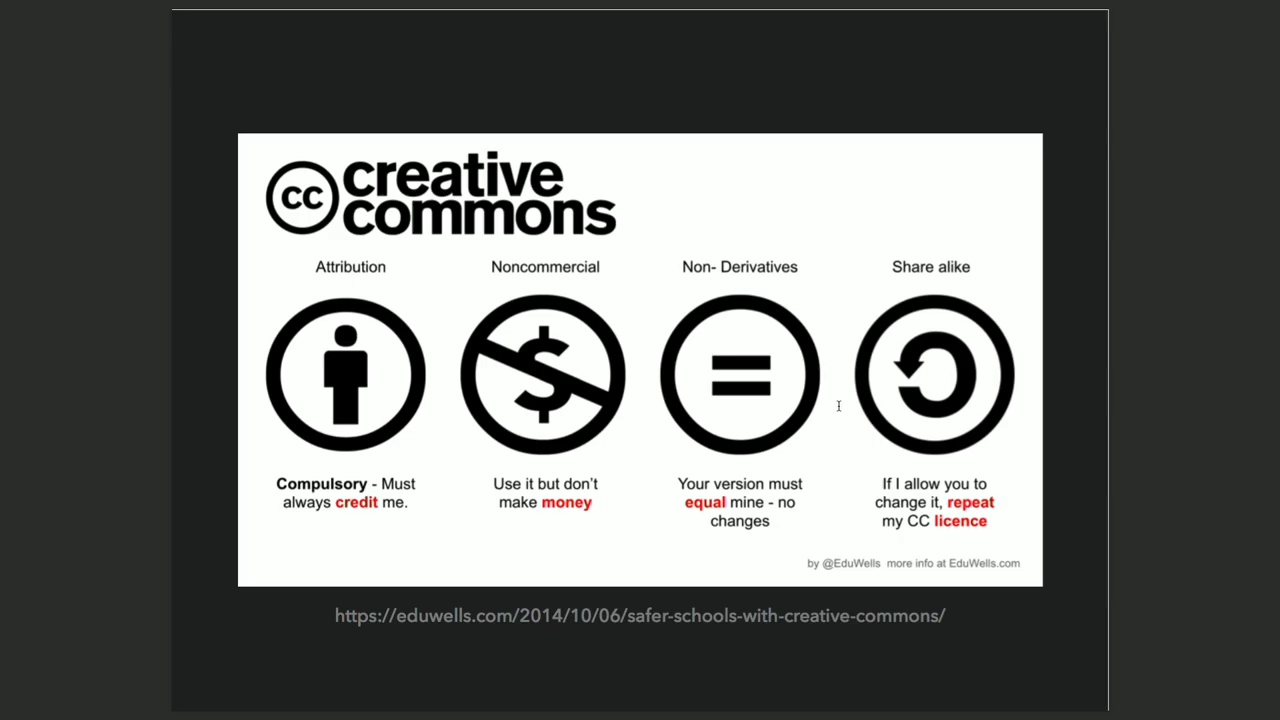 cc creative
commons
Attribution
Noncommercial
Non- Derivatives
Share alike
$
=
Compulsory - Must
always credit me.
Use it but don't
make money
Your version must
equal mine - no
changes
If I allow you to
change it, repeat
my CC licence
by @EduWells more info at EduWells.com
https://eduwells.com/2014/10/06/safer-schools-with-creative-commons/